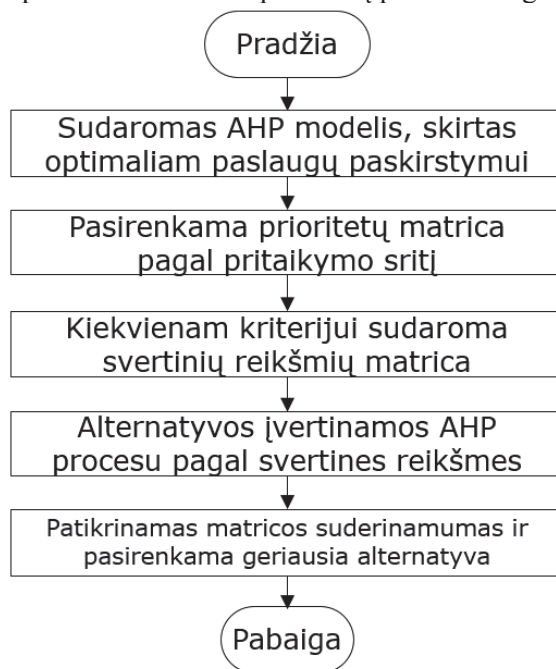 Pradžia
Sudaromas AHP modelis, skirtas
optimaliam paslaugų paskirstymui
Pasirenkama prioritetų matrica
pagal pritaikymo sritį
Kiekvienam kriterijui sudaroma
svertinių reikšmių matrica
Alternatyvos įvertinamos AHP
procesu pagal svertines reikšmes
Patikrinamas matricos suderinamumas ir
pasirenkama geriausia alternatyva
Pabaiga